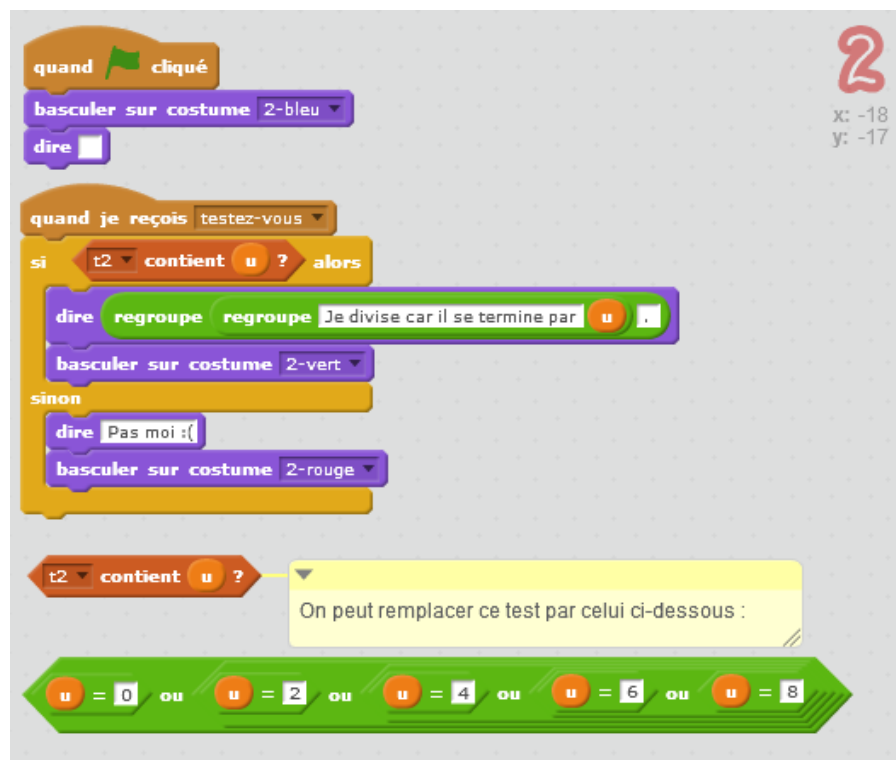 quand cliqué
basculer sur costume 2-bleu
dire
2
x: -18
y: -17
quand je reçois testez-vous
si t2 contient u ? alors
dire regroupe regroupe Je divise car il se termine par u .
basculer sur costume 2-vert
sinon
dire Pas moi :(
basculer sur costume 2-rouge
t2 contient u ?
On peut remplacer ce test par celui ci-dessous :
u = 0 ou u = 2 ou u = 4 ou u = 6 ou u = 8